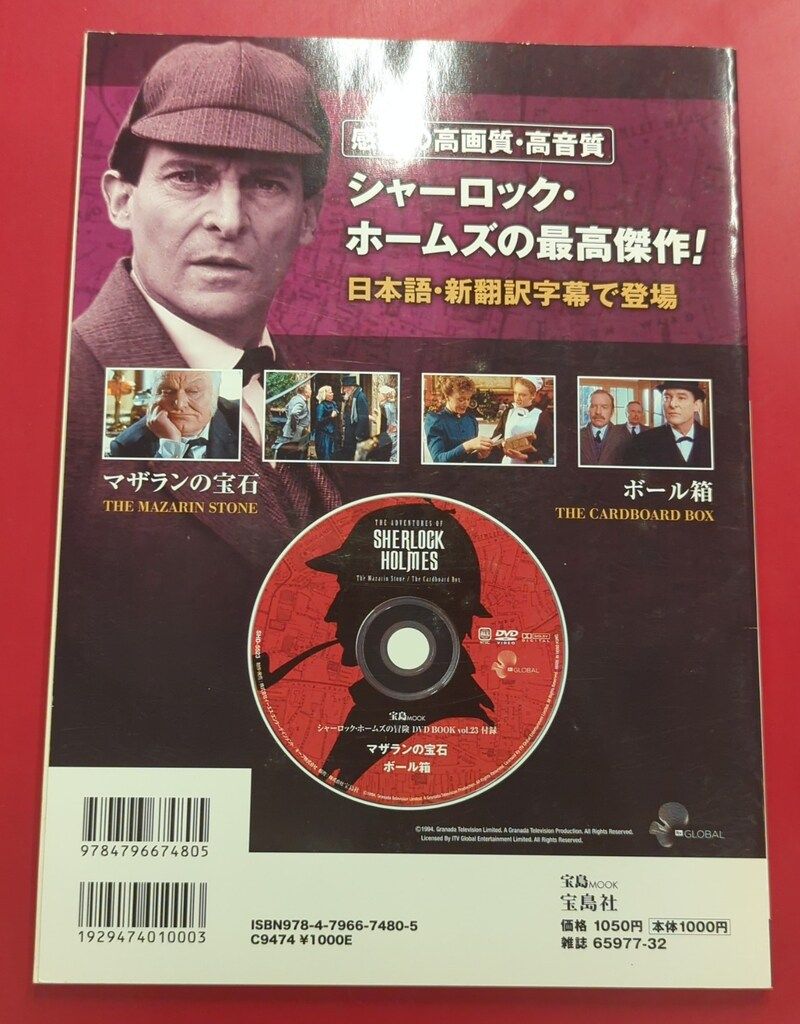 の高画質・高音質
シャーロック・
ホームズの最高傑作!
日本語・新翻訳字幕で登場
マザランの宝石
THE MAZARIN STONE
ボール箱
THE CARDBOARD BOX
THE ADVENTURES OF
SHERLOCK
HOLMES
The Mazarin Stone / The Cardboard Box
DVD
VIDEO
SHD-5023
GLOBAL
宝島MOOK
シャーロック・ホームズの冒険 DVD BOOK vol.23 付録
マザランの宝石
ボール箱
©1994. Granada Television Limited. A Granada Television Production. All Rights Reserved.
Licensed By ITV Global Entertainment Limited. All Rights Reserved.
itv GLOBAL
9784796674805
1929474010003
ISBN978-4-7966-7480-5
C9474 ¥1000E
宝島MOOK
宝島社
価格 1050円 本体1000円
雑誌 65977-32